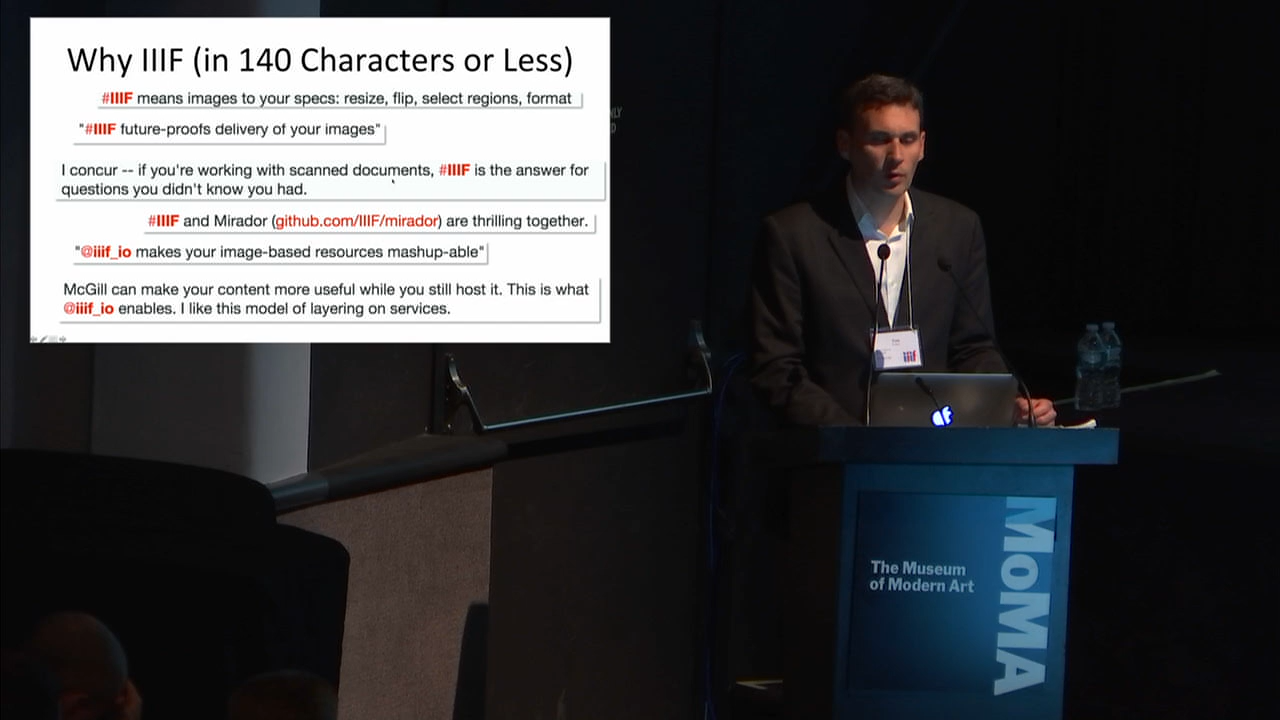 Why IIIF (in 140 Characters or Less)
#IIIF means images to your specs: resize, flip, select regions, format
"#IIIF future-proofs delivery of your images"
I concur -- if you're working with scanned documents, #IIIF is the answer for
questions you didn't know you had.
#IIIF and Mirador (github.com/IIIF/mirador) are thrilling together.
"@iiif_io makes your image-based resources mashup-able"
McGill can make your content more useful while you still host it. This is what
@iiif_io enables. I like this model of layering on services.
iiif
The Museum
of Modern Art
MoMA